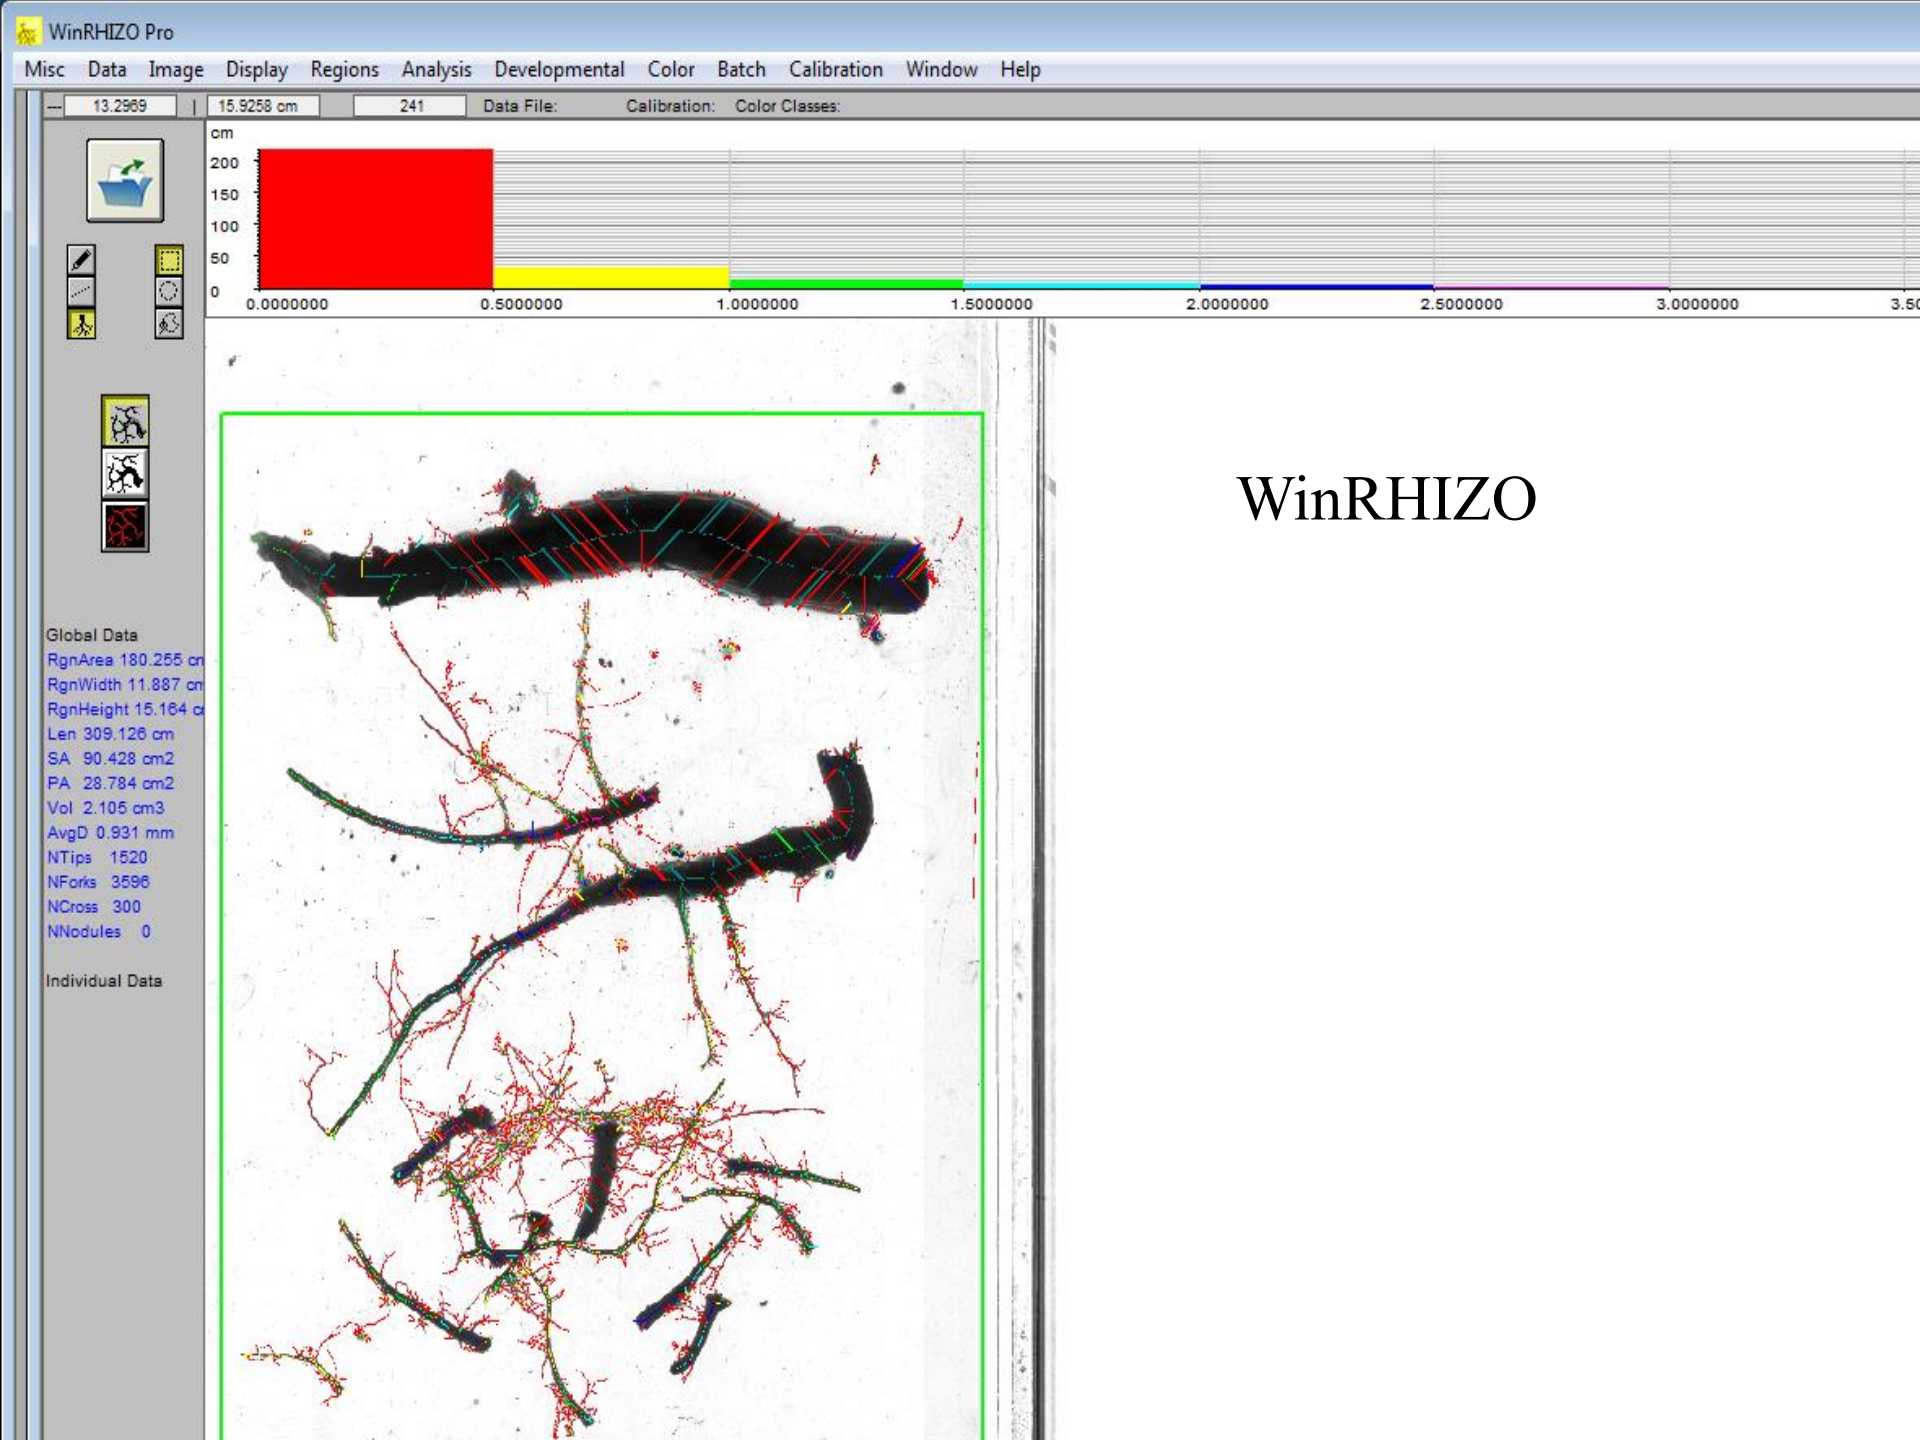 WinRHIZO Pro
Misc Data Image Display Regions Analysis Developmental Color Batch Calibration Window Help
13.2969 | 15.9258 cm 241 Data File: Calibration: Color Classes:
cm
200
150
100
50
0
0.0000000 0.5000000 1.0000000 1.5000000 2.0000000 2.5000000 3.0000000 3.50
WinRHIZO
Global Data
RgnArea 180.255 cm
RgnWidth 11.887 cm
RgnHeight 15.164 c
Len 309.126 cm
SA 90.428 cm2
PA 28.784 cm2
Vol 2.105 cm3
AvgD 0.931 mm
NTips 1520
NForks 3596
NCross 300
NNodules 0
Individual Data